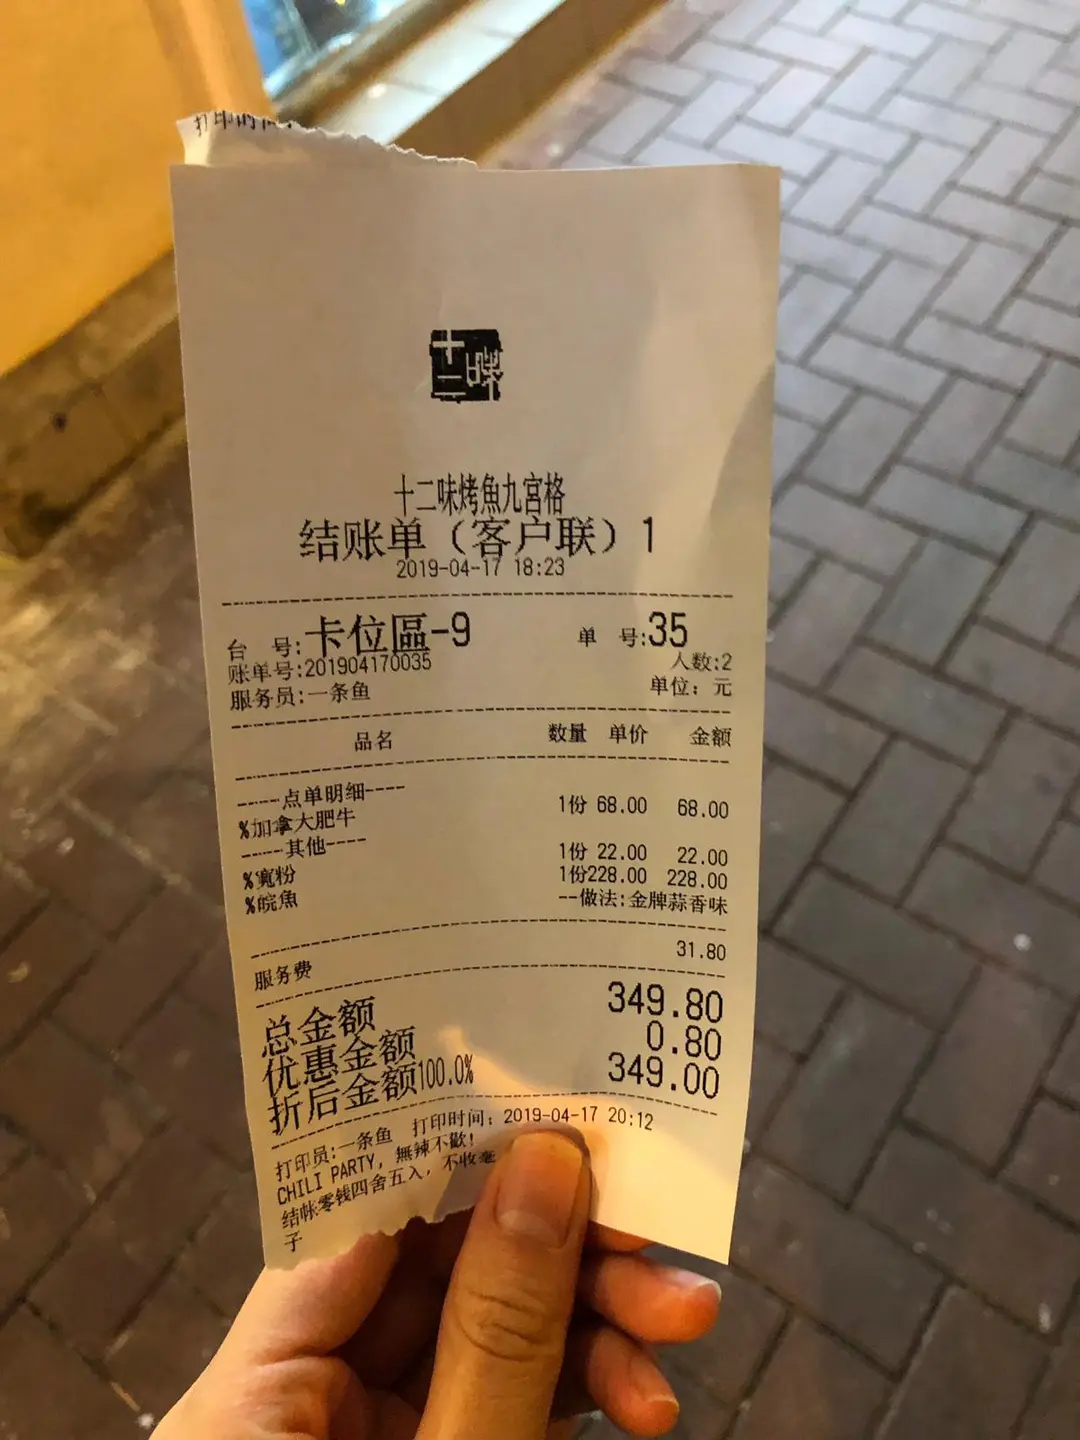 打印时间:
十二味
十二味烤魚九宮格
结账单（客户联）1
2019-04-17 18:23
台 号:卡位區-9 单 号:35
账单号:201904170035 人数:2
服务员:一条鱼 单位: 元
品名 数量 单价 金额
-----点单明细----
%加拿大肥牛 1份 68.00 68.00
-----其他----
%寬粉 1份 22.00 22.00
%皖魚 1份228.00 228.00
--做法:金牌蒜香味
服务费 31.80
总金额 349.80
优惠金额 0.80
折后金额100.0% 349.00
打印员:一条鱼 打印时间: 2019-04-17 20:12
CHILI PARTY, 無辣不歡!
结帐零钱四舍五入, 不收毫
子